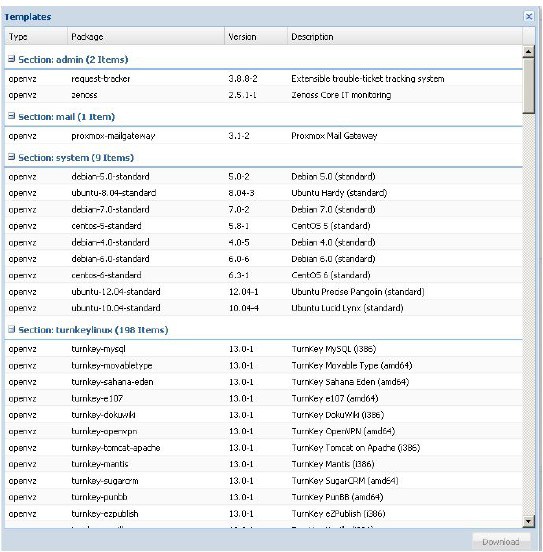 Templates
Type Package Version Description
Section: admin (2 Items)
openvz request-tracker 3.8.8-2 Extensible trouble-ticket tracking system
openvz zenoss 2.5.1-1 Zenoss Core IT monitoring
Section: mail (1 Item)
openvz proxmox-mailgateway 3.1-2 Proxmox Mail Gateway
Section: system (9 Items)
openvz debian-5.0-standard 5.0-2 Debian 5.0 (standard)
openvz ubuntu-8.04-standard 8.04-3 Ubuntu Hardy (standard)
openvz debian-7.0-standard 7.0-2 Debian 7.0 (standard)
openvz centos-5-standard 5.8-1 CentOS 5 (standard)
openvz debian-4.0-standard 4.0-5 Debian 4.0 (standard)
openvz debian-6.0-standard 6.0-6 Debian 6.0 (standard)
openvz centos-6-standard 6.3-1 CentOS 6 (standard)
openvz ubuntu-12.04-standard 12.04-1 Ubuntu Precise Pangolin (standard)
openvz ubuntu-10.04-standard 10.04-4 Ubuntu Lucid Lynx (standard)
Section: turnkeylinux (198 Items)
openvz turnkey-mysql 13.0-1 TurnKey MySQL (i386)
openvz turnkey-movabletype 13.0-1 TurnKey Movable Type (amd64)
openvz turnkey-sahana-eden 13.0-1 TurnKey Sahana Eden (amd64)
openvz turnkey-e107 13.0-1 TurnKey e107 (amd64)
openvz turnkey-dokuwiki 13.0-1 TurnKey DokuWiki (i386)
openvz turnkey-openvpn 13.0-1 TurnKey OpenVPN (amd64)
openvz turnkey-tomcat-apache 13.0-1 TurnKey Tomcat on Apache (i386)
openvz turnkey-mantis 13.0-1 TurnKey Mantis (i386)
openvz turnkey-sugarcrm 13.0-1 TurnKey SugarCRM (amd64)
openvz turnkey-punbb 13.0-1 TurnKey PunBB (amd64)
openvz turnkey-ezpublish 13.0-1 TurnKey eZPublish (i386)
Download